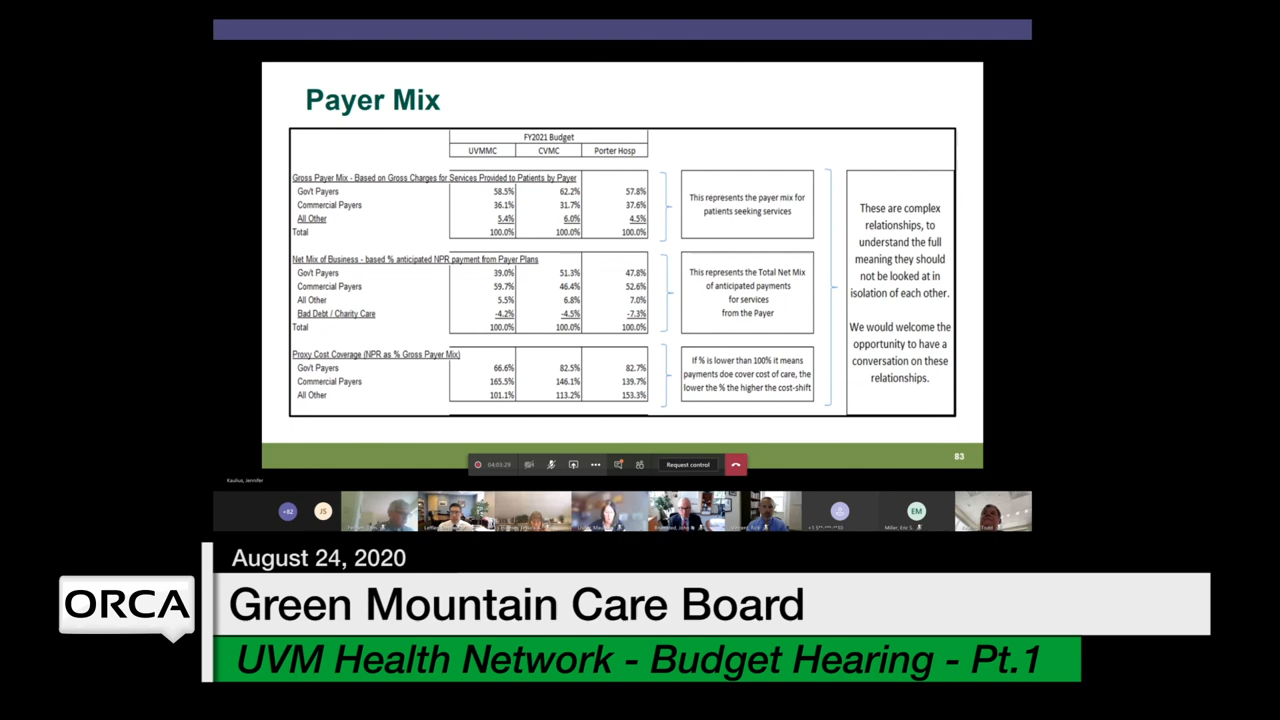 Payer Mix
FY2021 Budget
UVMMC CVMC Porter Hosp
Gross Payer Mix - Based on Gross Charges for Services Provided to Patients by Payer
Gov't Payers 58.5% 62.2% 57.8%
Commercial Payers 36.1% 31.7% 37.6%
All Other 5.4% 6.0% 4.5%
Total 100.0% 100.0% 100.0%
This represents the payer mix for
patients seeking services
Net Mix of Business - based % anticipated NPR payment from Payer Plans
Gov't Payers 39.0% 51.3% 47.8%
Commercial Payers 59.7% 46.4% 52.6%
All Other 5.5% 6.8% 7.0%
Bad Debt / Charity Care -4.2% -4.5% -7.3%
Total 100.0% 100.0% 100.0%
This represents the Total Net Mix
of anticipated payments
for services
from the Payer
Proxy Cost Coverage (NPR as % Gross Payer Mix)
Gov't Payers 66.6% 82.5% 82.7%
Commercial Payers 165.5% 146.1% 139.7%
All Other 101.1% 113.2% 153.3%
If % is lower than 100% it means
payments doe cover cost of care, the
lower the % the higher the cost-shift
These are complex
relationships, to
understand the full
meaning they should
not be looked at in
isolation of each other.
We would welcome the
opportunity to have a
conversation on these
relationships.
83
04:03:29
Request control
Kaulius, Jennifer
+82
JS
EM
Miller, Eric S.
August 24, 2020
ORCA
Green Mountain Care Board
UVM Health Network - Budget Hearing - Pt.1